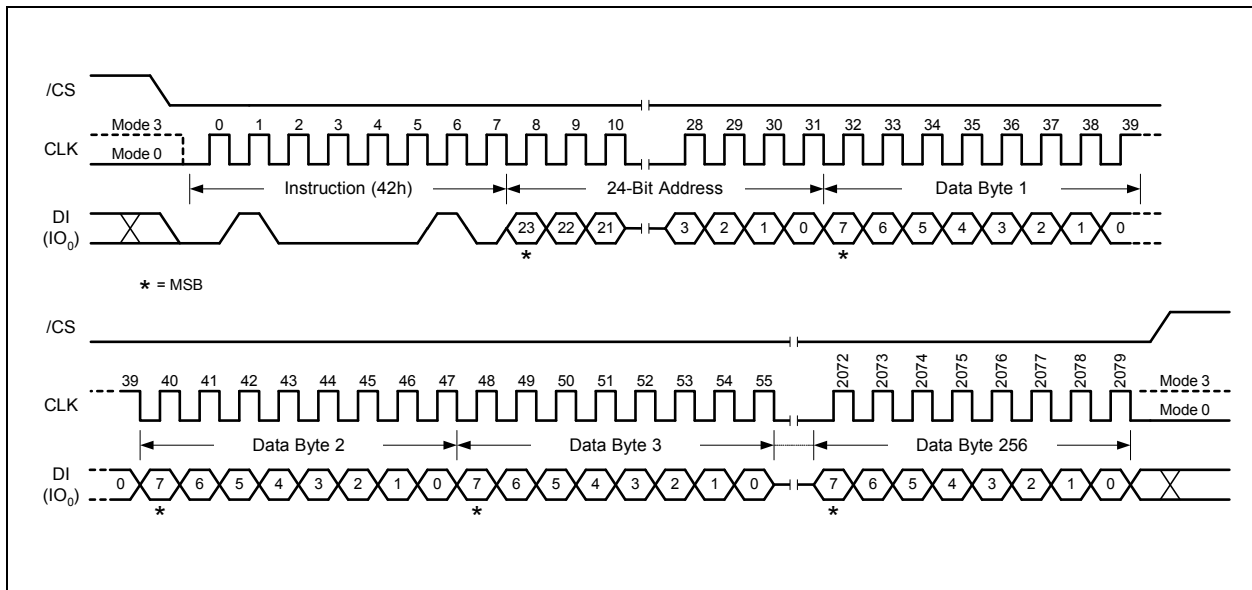 /CS
Mode 3 0 1 2 3 4 5 6 7 8 9 10 28 29 30 31 32 33 34 35 36 37 38 39
CLK Mode 0
Instruction (42h) 24-Bit Address Data Byte 1
DI
(IO0) 23 22 21 3 2 1 0 7 6 5 4 3 2 1 0
* *
* = MSB
/CS
39 40 41 42 43 44 45 46 47 48 49 50 51 52 53 54 55 2072 2073 2074 2075 2076 2077 2078 2079 Mode 3
CLK Mode 0
Data Byte 2 Data Byte 3 Data Byte 256
DI
(IO0) 0 7 6 5 4 3 2 1 0 7 6 5 4 3 2 1 0 7 6 5 4 3 2 1 0
* * *